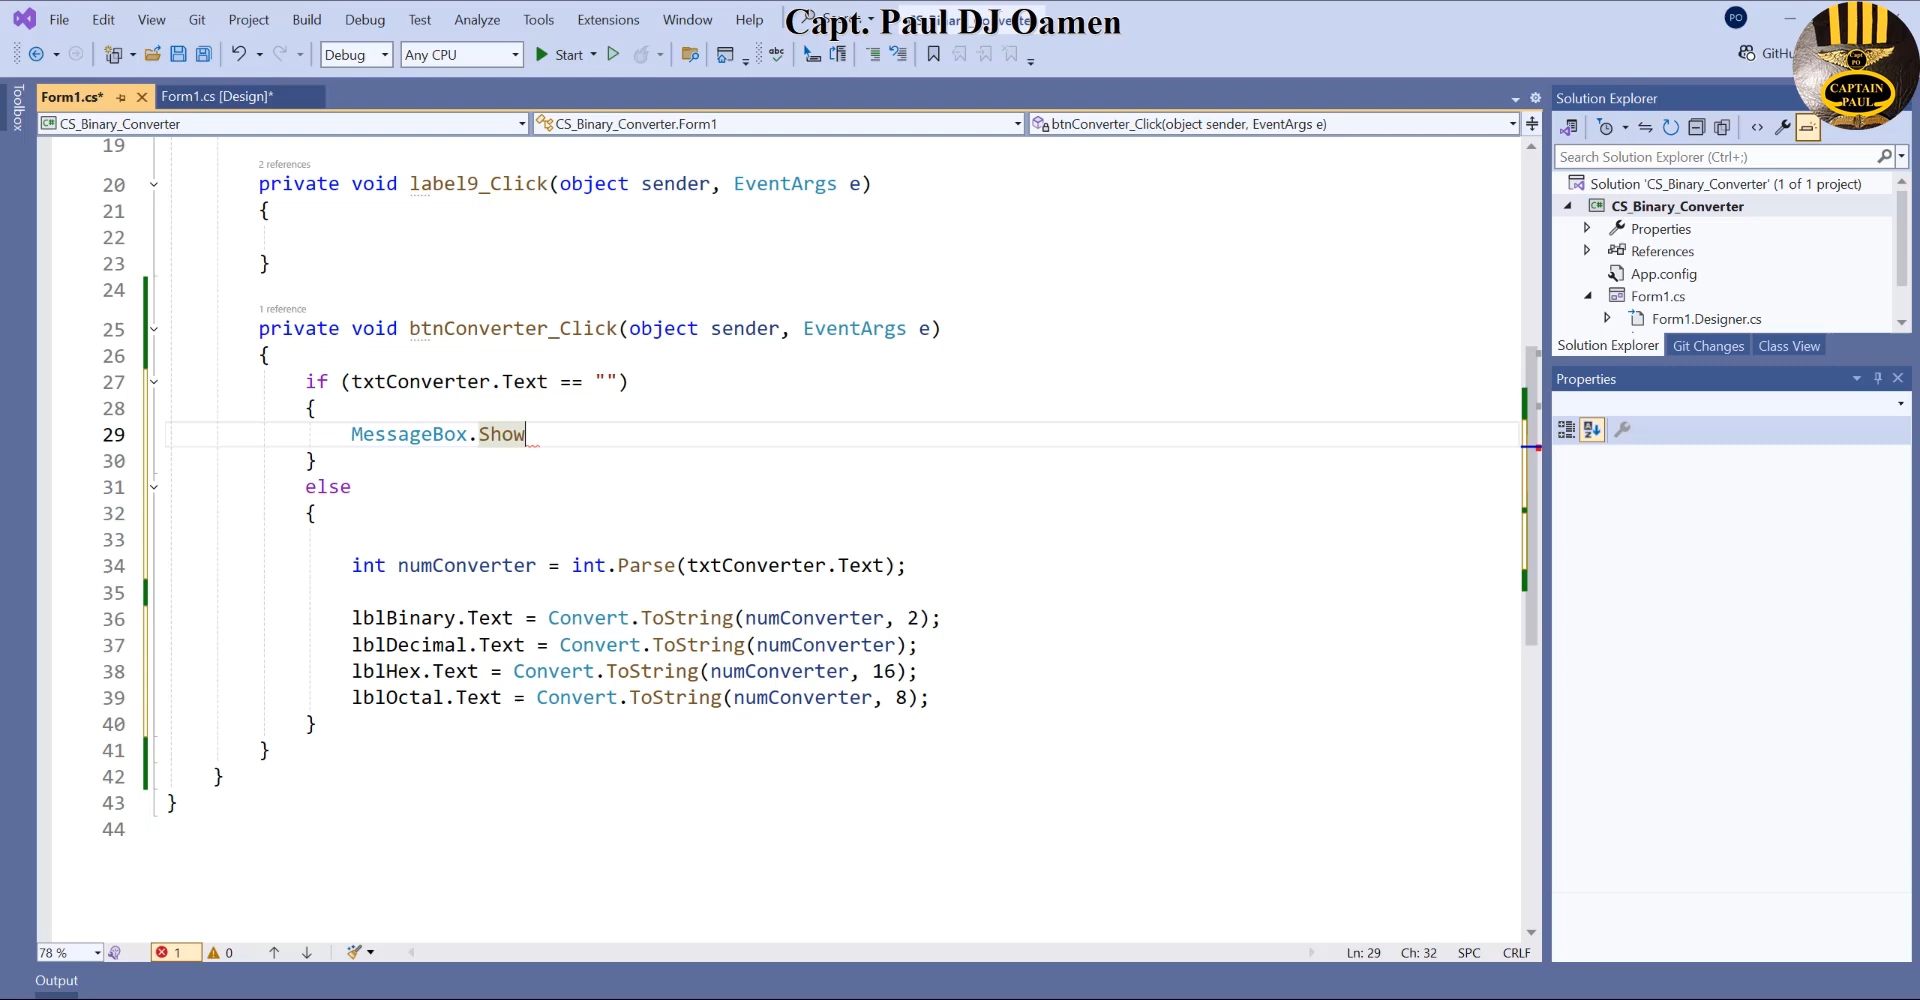 File Edit View Git Project Build Debug Test Analyze Tools Extensions Window Help
Capt. Paul DJ Oamen
PO
Debug Any CPU Start
Form1.cs* Form1.cs [Design]*
CS_Binary_Converter CS_Binary_Converter.Form1 btnConverter_Click(object sender, EventArgs e)
Toolbox
19
2 references
20 private void label9_Click(object sender, EventArgs e)
21 {
22
23 }
24
1 reference
25 private void btnConverter_Click(object sender, EventArgs e)
26 {
27 if (txtConverter.Text == "")
28 {
29 MessageBox.Show
30 }
31 else
32 {
33
34 int numConverter = int.Parse(txtConverter.Text);
35
36 lblBinary.Text = Convert.ToString(numConverter, 2);
37 lblDecimal.Text = Convert.ToString(numConverter);
38 lblHex.Text = Convert.ToString(numConverter, 16);
39 lblOctal.Text = Convert.ToString(numConverter, 8);
40 }
41 }
42 }
43 }
44
78 % 1 0 Ln: 29 Ch: 32 SPC CRLF
Output
CAPTAIN
PAUL
Solution Explorer
Search Solution Explorer (Ctrl+;)
Solution 'CS_Binary_Converter' (1 of 1 project)
CS_Binary_Converter
Properties
References
App.config
Form1.cs
Form1.Designer.cs
Solution Explorer Git Changes Class View
Properties